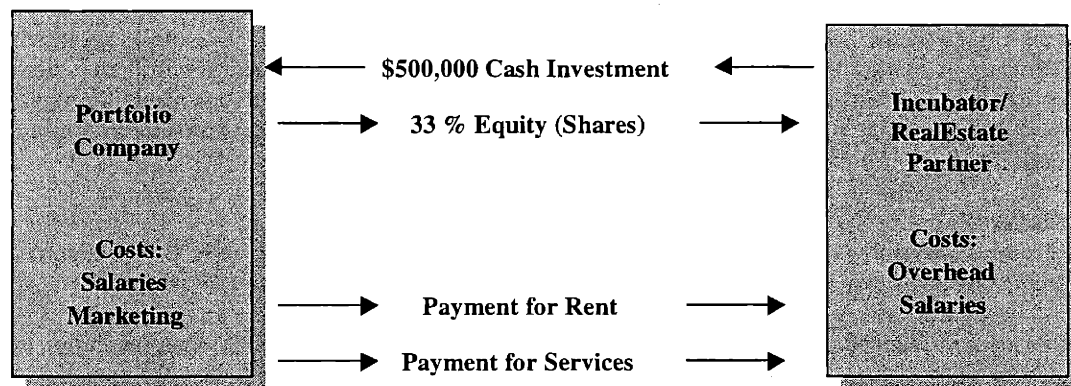 $500,000 Cash Investment
Portfolio
Company
33 % Equity (Shares)
Incubator/
RealEstate
Partner
Costs:
Salaries
Marketing
Costs:
Overhead
Salaries
Payment for Rent
Payment for Services